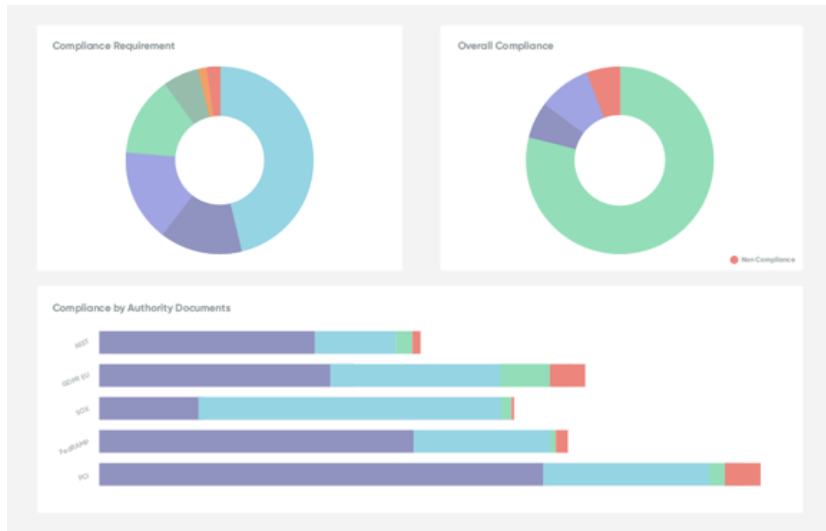 Compliance Requirement
Overall Compliance
Non Compliance
Compliance by Authority Documents
NIST
GDPR EU
SOX
FedRAMP
PCI